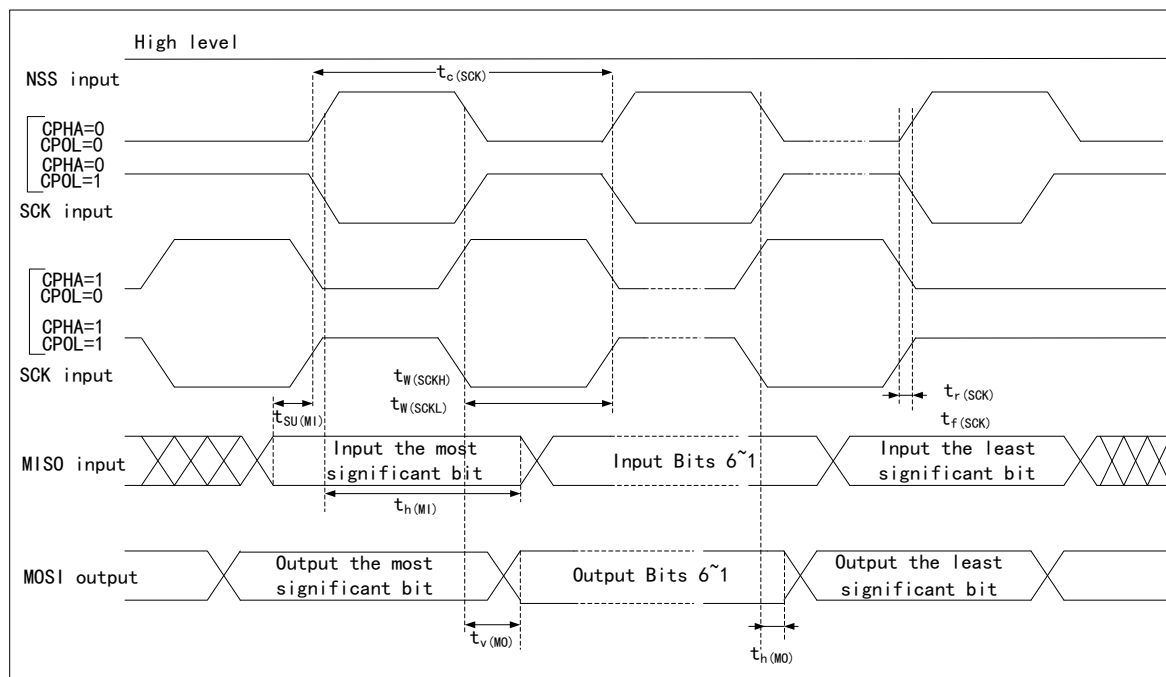 High level
NSS input
tc(SCK)
CPHA=0
CPOL=0
CPHA=0
CPOL=1
SCK input
CPHA=1
CPOL=0
CPHA=1
CPOL=1
SCK input
tSU(MI)
tW(SCKH)
tW(SCKL)
tr(SCK)
tf(SCK)
MISO input
Input the most
significant bit
Input Bits 6~1
Input the least
significant bit
th(MI)
MOSI output
Output the most
significant bit
Output Bits 6~1
Output the least
significant bit
tv(MO)
th(MO)